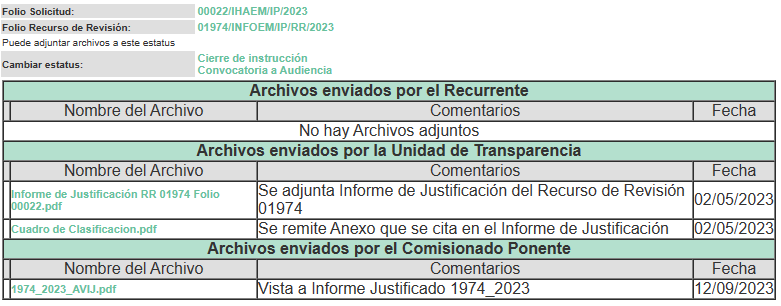 Folio Solicitud: 00022/IHAEM/IP/2023
Folio Recurso de Revisión: 01974/INFOEM/IP/RR/2023
Puede adjuntar archivos a este estatus
Cambiar estatus: Cierre de instrucción
Convocatoria a Audiencia
Archivos enviados por el Recurrente
Nombre del Archivo Comentarios Fecha
No hay Archivos adjuntos
Archivos enviados por la Unidad de Transparencia
Nombre del Archivo Comentarios Fecha
Informe de Justificación RR 01974 Folio
00022.pdf
Se adjunta Informe de Justificación del Recurso de Revisión
01974
02/05/2023
Cuadro de Clasificacion.pdf Se remite Anexo que se cita en el Informe de Justificación 02/05/2023
Archivos enviados por el Comisionado Ponente
Nombre del Archivo Comentarios Fecha
1974_2023_AVIJ.pdf Vista a Informe Justificado 1974_2023 12/09/2023